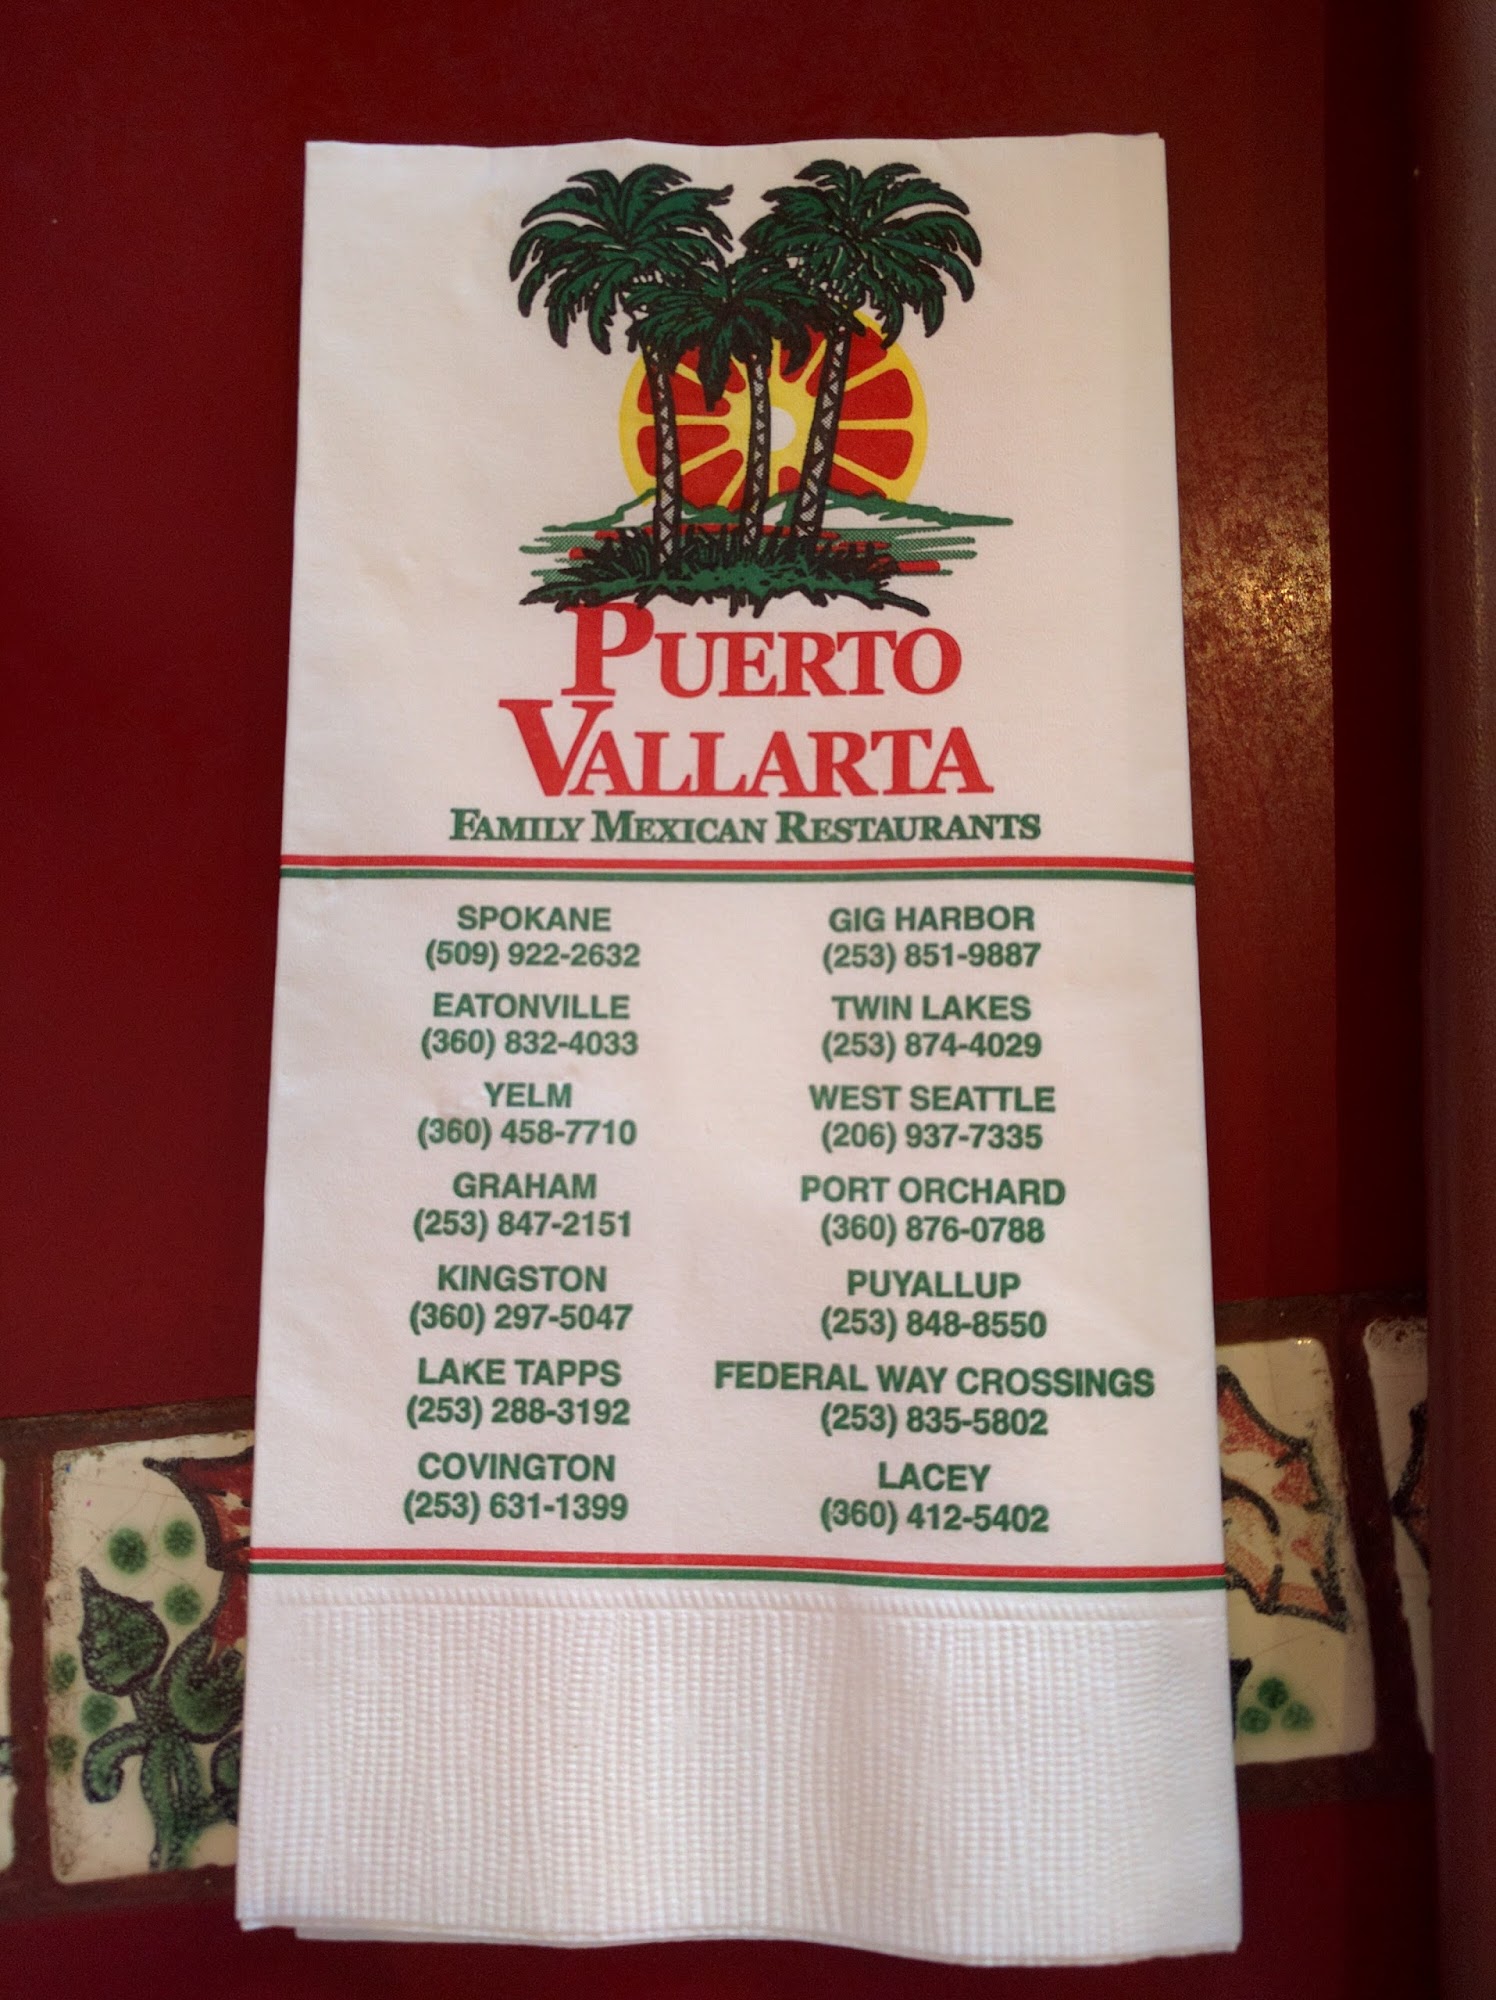 PUERTO
VALLARTA
FAMILY MEXICAN RESTAURANTS
SPOKANE
(509) 922-2632
EATONVILLE
(360) 832-4033
YELM
(360) 458-7710
GRAHAM
(253) 847-2151
KINGSTON
(360) 297-5047
LAKE TAPPS
(253) 288-3192
COVINGTON
(253) 631-1399
GIG HARBOR
(253) 851-9887
TWIN LAKES
(253) 874-4029
WEST SEATTLE
(206) 937-7335
PORT ORCHARD
(360) 876-0788
PUYALLUP
(253) 848-8550
FEDERAL WAY CROSSINGS
(253) 835-5802
LACEY
(360) 412-5402